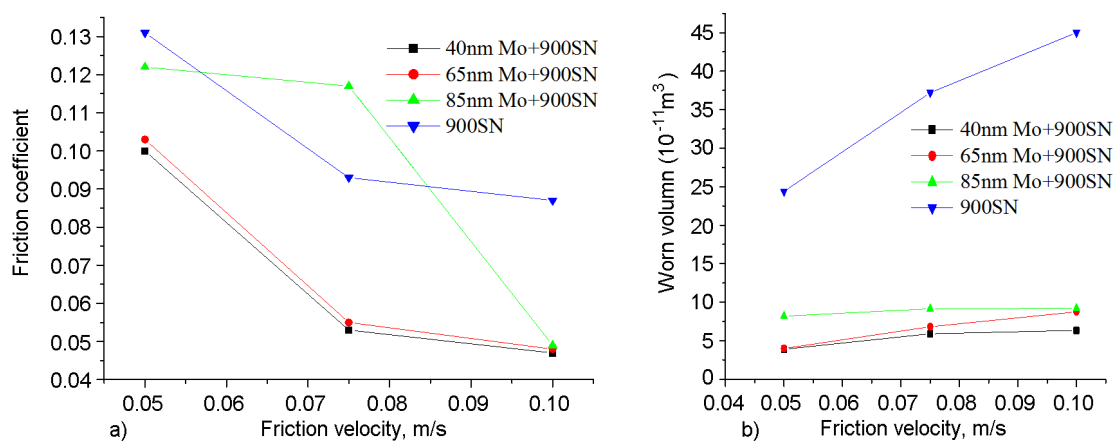 Friction coefficient
0.13
0.12
0.11
0.10
0.09
0.08
0.07
0.06
0.05
0.04
40nm Mo+900SN
65nm Mo+900SN
85nm Mo+900SN
900SN
0.05 0.06 0.07 0.08 0.09 0.10
a) Friction velocity, m/s
Worn volumn (10⁻¹¹m³)
45
40
35
30
25
20
15
10
5
0
40nm Mo+900SN
65nm Mo+900SN
85nm Mo+900SN
900SN
0.04 0.05 0.06 0.07 0.08 0.09 0.10
b) Friction velocity, m/s